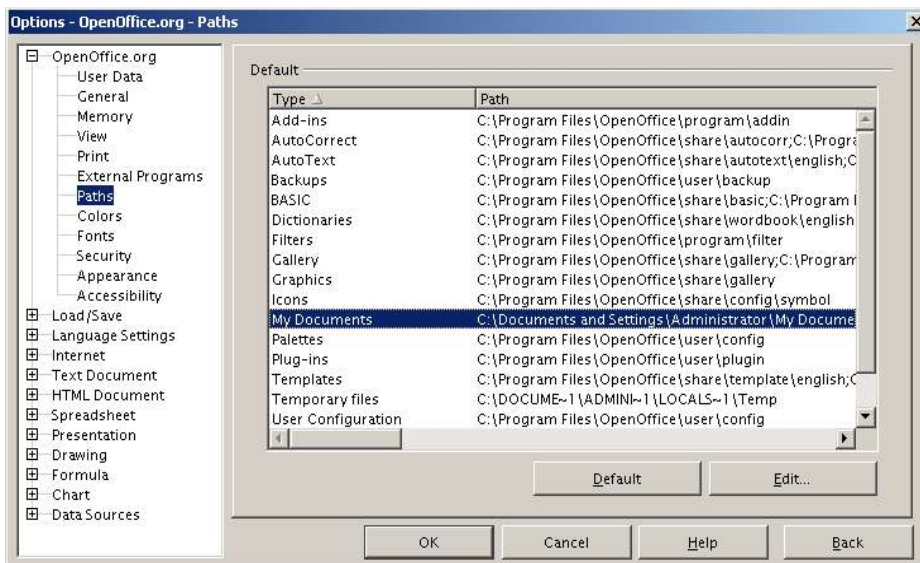 Options - OpenOffice.org - Paths
OpenOffice.org
User Data
General
Memory
View
Print
External Programs
Paths
Colors
Fonts
Security
Appearance
Accessibility
Load/Save
Language Settings
Internet
Text Document
HTML Document
Spreadsheet
Presentation
Drawing
Formula
Chart
Data Sources
Default
Type Path
Add-ins C:\Program Files\OpenOffice\program\addin
AutoCorrect C:\Program Files\OpenOffice\share\autocorr;C:\Progra
AutoText C:\Program Files\OpenOffice\share\autotext\english;C
Backups C:\Program Files\OpenOffice\user\backup
BASIC C:\Program Files\OpenOffice\share\basic;C:\Program
Dictionaries C:\Program Files\OpenOffice\share\wordbook\english
Filters C:\Program Files\OpenOffice\program\filter
Gallery C:\Program Files\OpenOffice\share\gallery;C:\Program
Graphics C:\Program Files\OpenOffice\share\gallery
Icons C:\Program Files\OpenOffice\share\config\symbol
My Documents C:\Documents and Settings\Administrator\My Docume
Palettes C:\Program Files\OpenOffice\user\config
Plug-ins C:\Program Files\OpenOffice\user\plugin
Templates C:\Program Files\OpenOffice\share\template\english;C
Temporary files C:\DOCUME~1\ADMINI~1\LOCALS~1\Temp
User Configuration C:\Program Files\OpenOffice\user\config
Default Edit...
OK Cancel Help Back